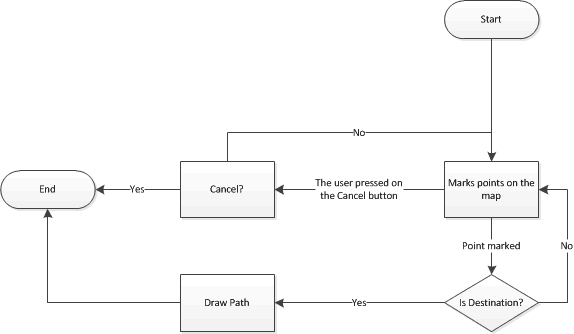 Start
No
End
Yes
Cancel?
The user pressed on
the Cancel button
Marks points on the
map
Point marked
No
Draw Path
Yes
Is Destination?